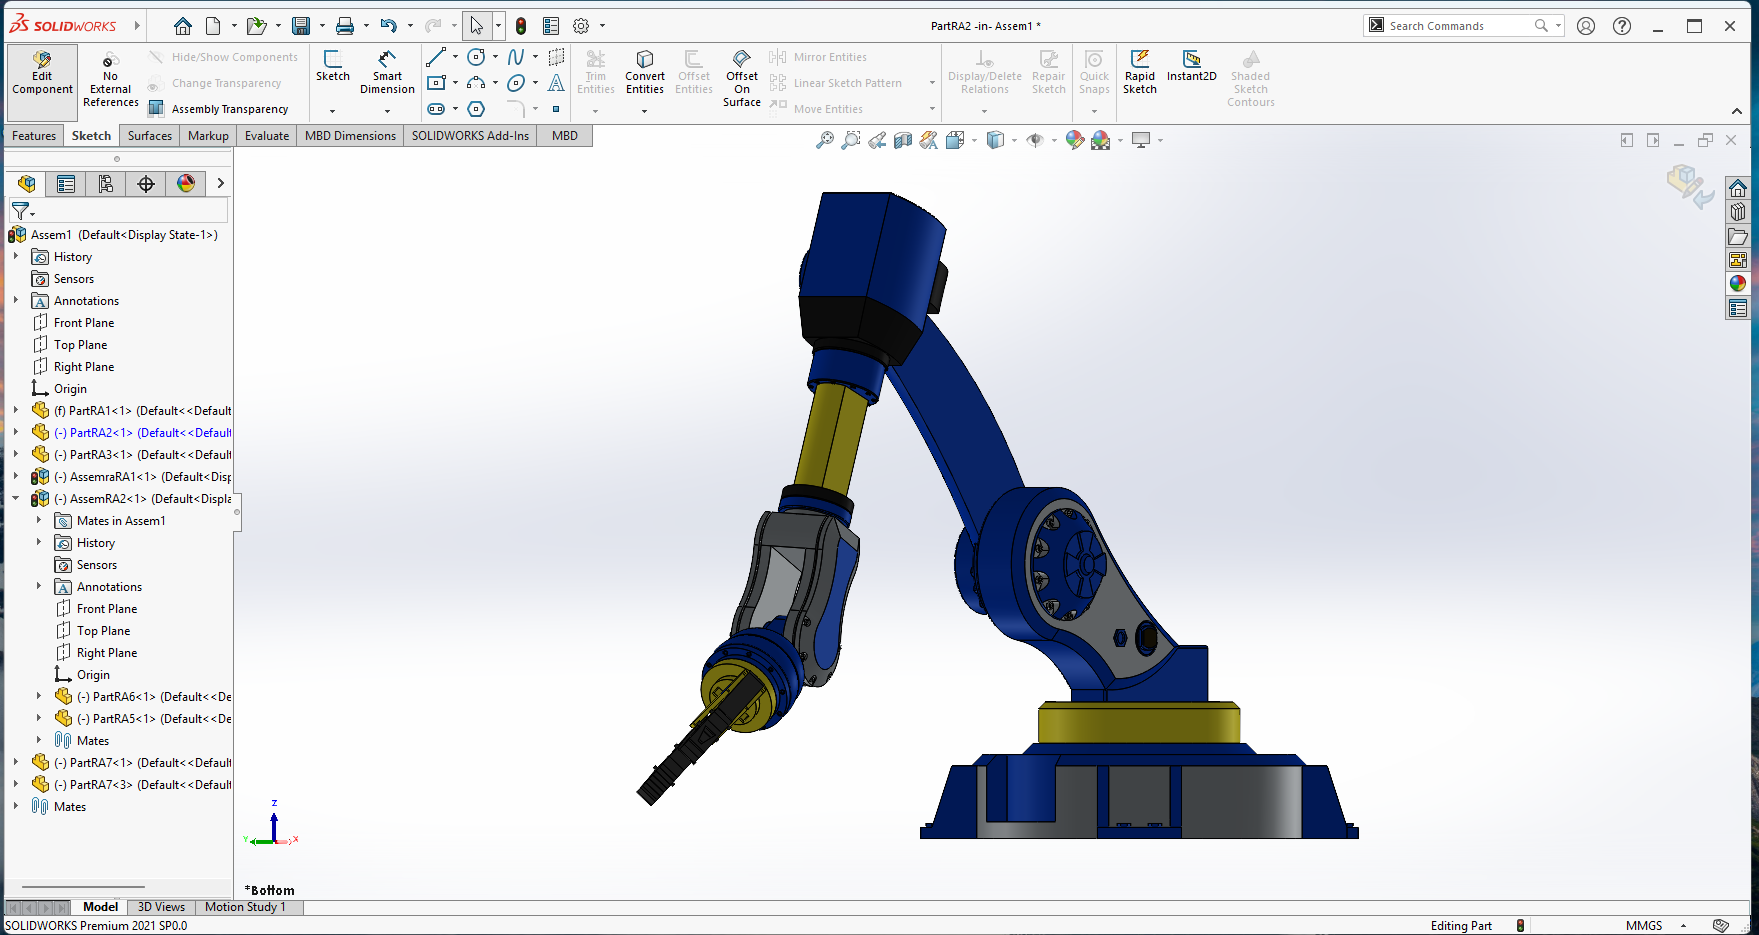 SOLIDWORKS
PartRA2 -in- Assem1 *
Search Commands
Edit Component
No External References
Hide/Show Components
Change Transparency
Assembly Transparency
Sketch
Smart Dimension
Trim Entities
Convert Entities
Offset Entities
Offset On Surface
Mirror Entities
Linear Sketch Pattern
Move Entities
Display/Delete Relations
Repair Sketch
Quick Snaps
Rapid Sketch
Instant2D
Shaded Sketch Contours
Features
Sketch
Surfaces
Markup
Evaluate
MBD Dimensions
SOLIDWORKS Add-Ins
MBD
Assem1 (Default<Display State-1>)
History
Sensors
Annotations
Front Plane
Top Plane
Right Plane
Origin
(f) PartRA1<1> (Default<<Default
(-) PartRA2<1> (Default<<Default
(-) PartRA3<1> (Default<<Default
(-) AssemraRA1<1> (Default<Disp
(-) AssemRA2<1> (Default<Displa
Mates in Assem1
History
Sensors
Annotations
Front Plane
Top Plane
Right Plane
Origin
(-) PartRA6<1> (Default<<De
(-) PartRA5<1> (Default<<De
Mates
(-) PartRA7<1> (Default<<Default
(-) PartRA7<3> (Default<<Default
Mates
Z
Y
X
*Bottom
Model
3D Views
Motion Study 1
SOLIDWORKS Premium 2021 SP0.0
Editing Part
MMGS